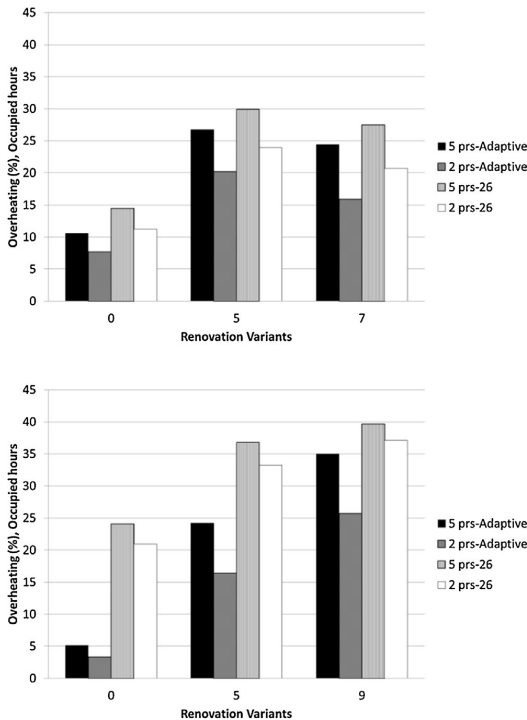 45
40
35
30
25
20
15
10
5
0
Overheating (%), Occupied hours
0 5 7
Renovation Variants
5 prs-Adaptive
2 prs-Adaptive
5 prs-26
2 prs-26
45
40
35
30
25
20
15
10
5
0
Overheating (%), Occupied hours
0 5 9
Renovation Variants
5 prs-Adaptive
2 prs-Adaptive
5 prs-26
2 prs-26